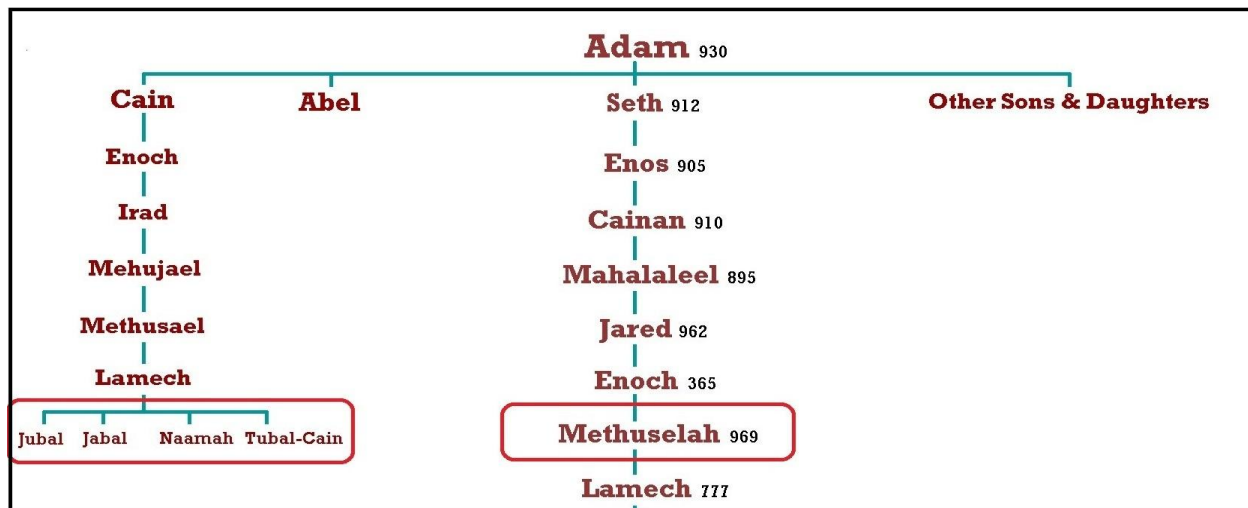 Adam 930
Cain Abel Seth 912 Other Sons & Daughters
Enoch Enos 905
Irad Cainan 910
Mehujael Mahalaleel 895
Methusael Jared 962
Lamech Enoch 365
Jubal Jabal Naamah Tubal-Cain Methuselah 969
Lamech 777